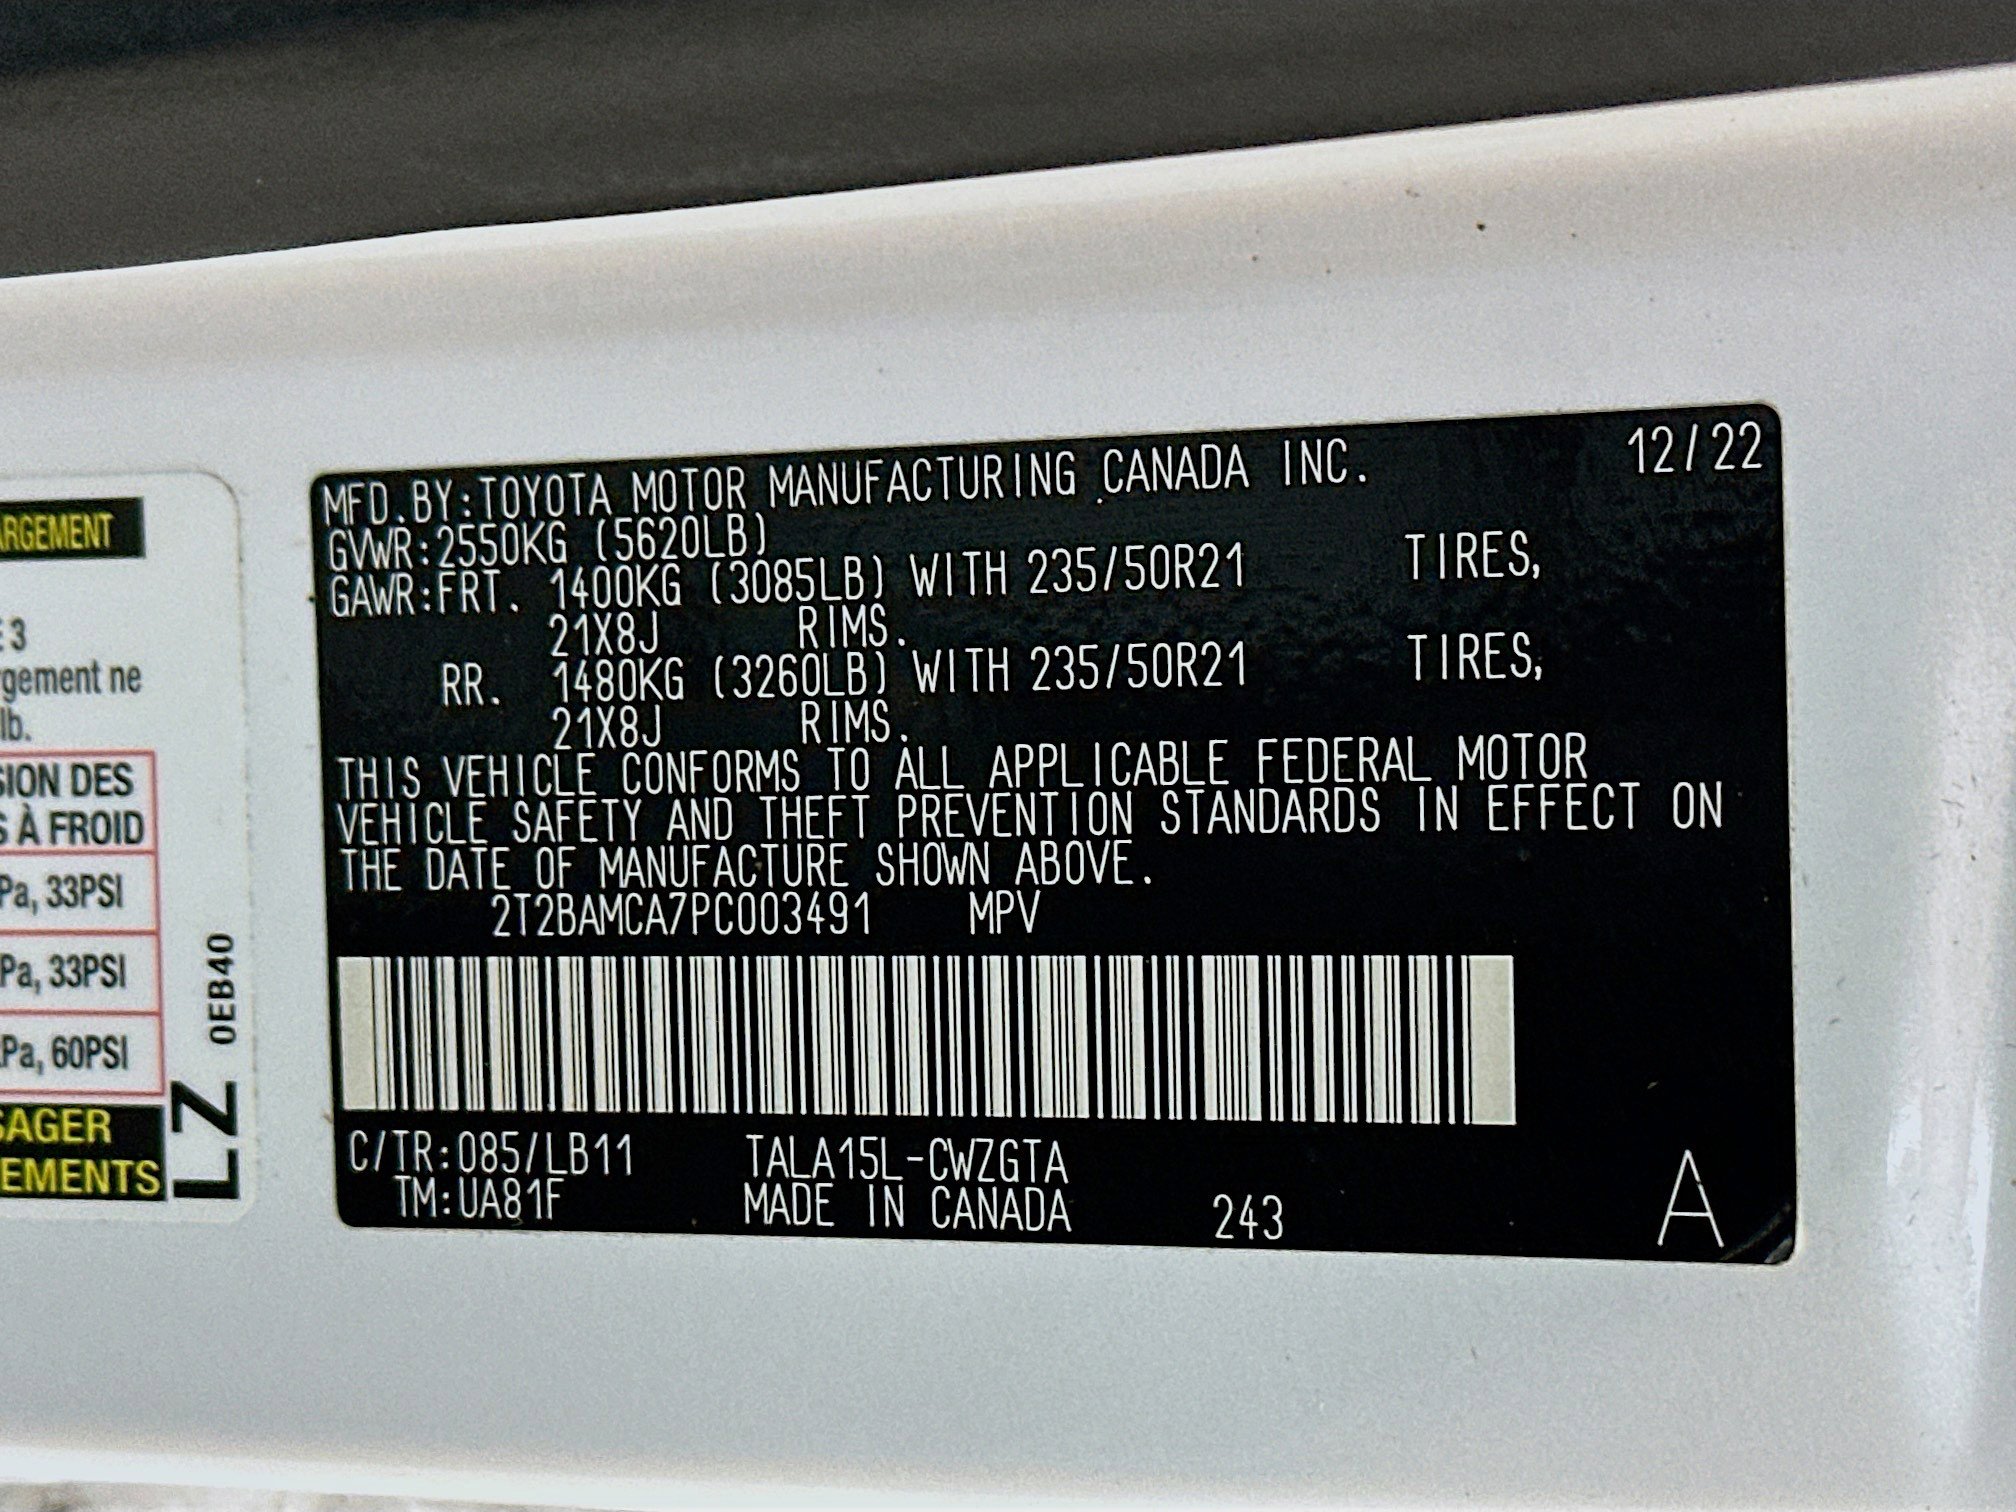 MFD.BY:TOYOTA MOTOR MANUFACTURING CANADA INC. 12/22
GVWR:2550KG (5620LB)
GAWR:FRT. 1400KG (3085LB) WITH 235/50R21 TIRES,
21X8J RIMS.
RR. 1480KG (3260LB) WITH 235/50R21 TIRES,
21X8J RIMS.
THIS VEHICLE CONFORMS TO ALL APPLICABLE FEDERAL MOTOR
VEHICLE SAFETY AND THEFT PREVENTION STANDARDS IN EFFECT ON
THE DATE OF MANUFACTURE SHOWN ABOVE.
2T2BAMCA7PC003491 MPV
C/TR:085/LB11 TALA15L-CWZGTA
TM:UA81F MADE IN CANADA 243 A
ARGEMENT
E 3
rgement ne
lb.
SION DES
S À FROID
Pa, 33PSI
Pa, 33PSI
Pa, 60PSI
SAGER
EMENTS
LZ 0EB40